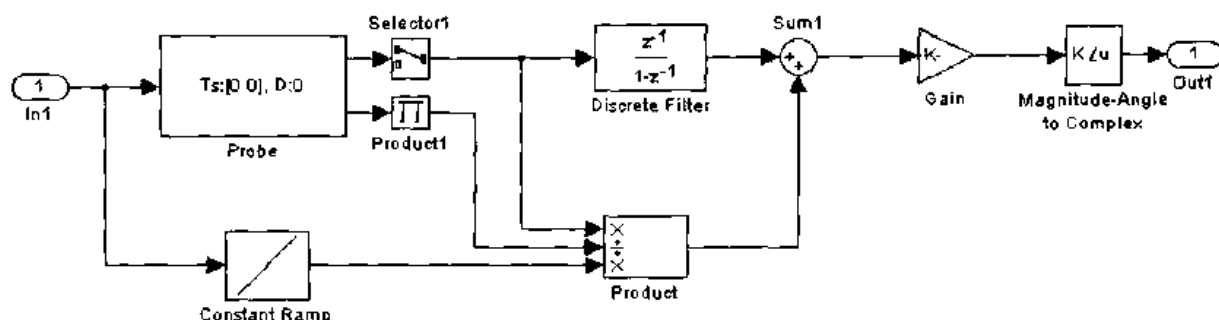 Selector1
Sum1
z-1
1-z-1
Ts:[0 0], D:0
1
In1
K-
K∠u
1
Out1
Discrete Filter
Gain
Magnitude-Angle
to Complex
Product1
Probe
×
÷
×
Product
Constant Ramp